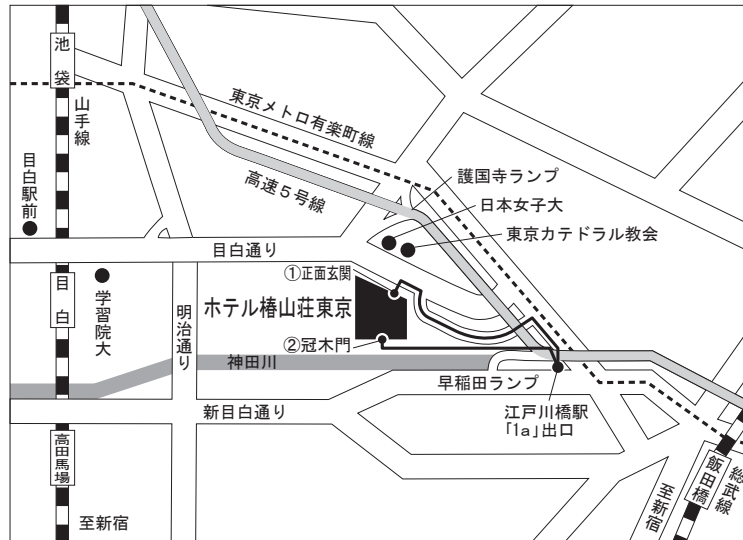 池袋
山手線
目白駅前
東京メトロ有楽町線
高速5号線
護国寺ランプ
日本女子大
東京カテドラル教会
目白通り
①正面玄関
ホテル椿山荘東京
②冠木門
目白
学習院大
明治通り
神田川
早稲田ランプ
新目白通り
江戸川橋駅
「1a」出口
高田馬場
至新宿
至新宿
飯田橋
総武線